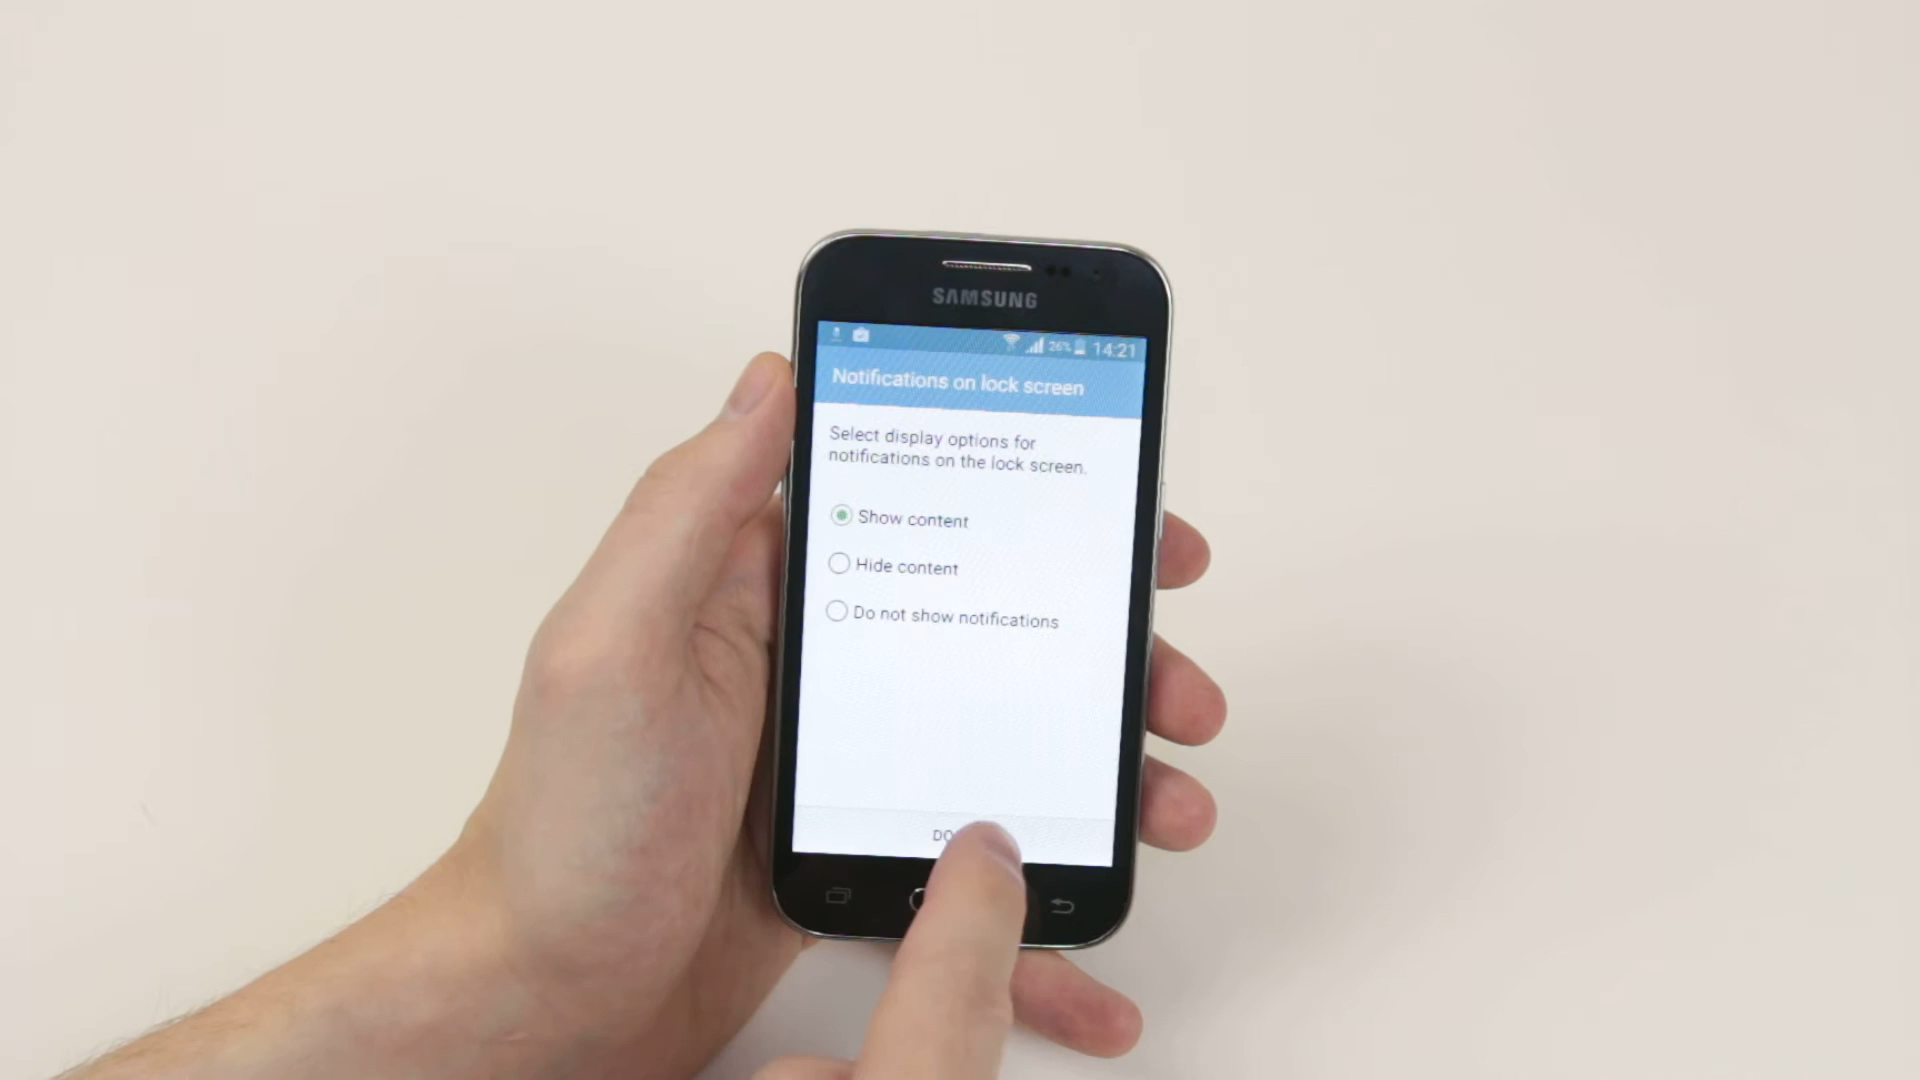 SAMSUNG
26% 14:21
Notifications on lock screen
Select display options for
notifications on the lock screen.
Show content
Hide content
Do not show notifications
DO